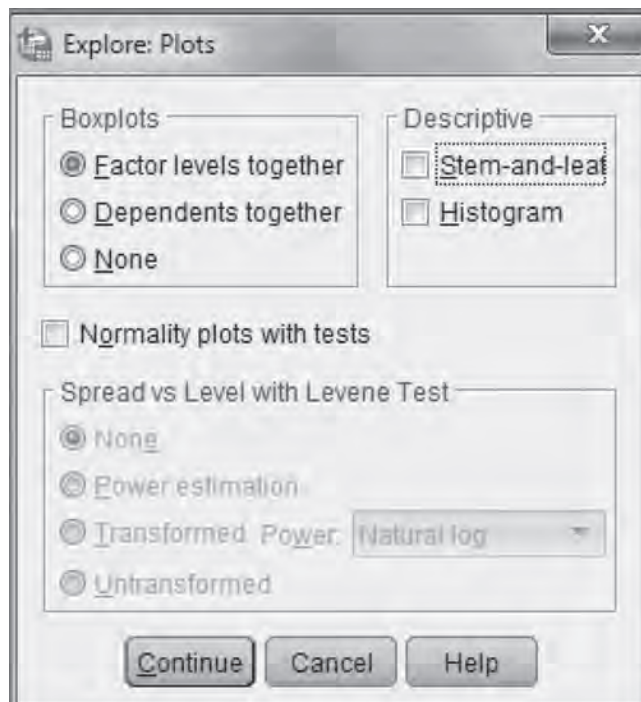 Explore: Plots
Boxplots
Factor levels together
Dependents together
None
Descriptive
Stem-and-leaf
Histogram
Normality plots with tests
Spread vs Level with Levene Test
None
Power estimation
Transformed Power: Natural log
Untransformed
Continue Cancel Help